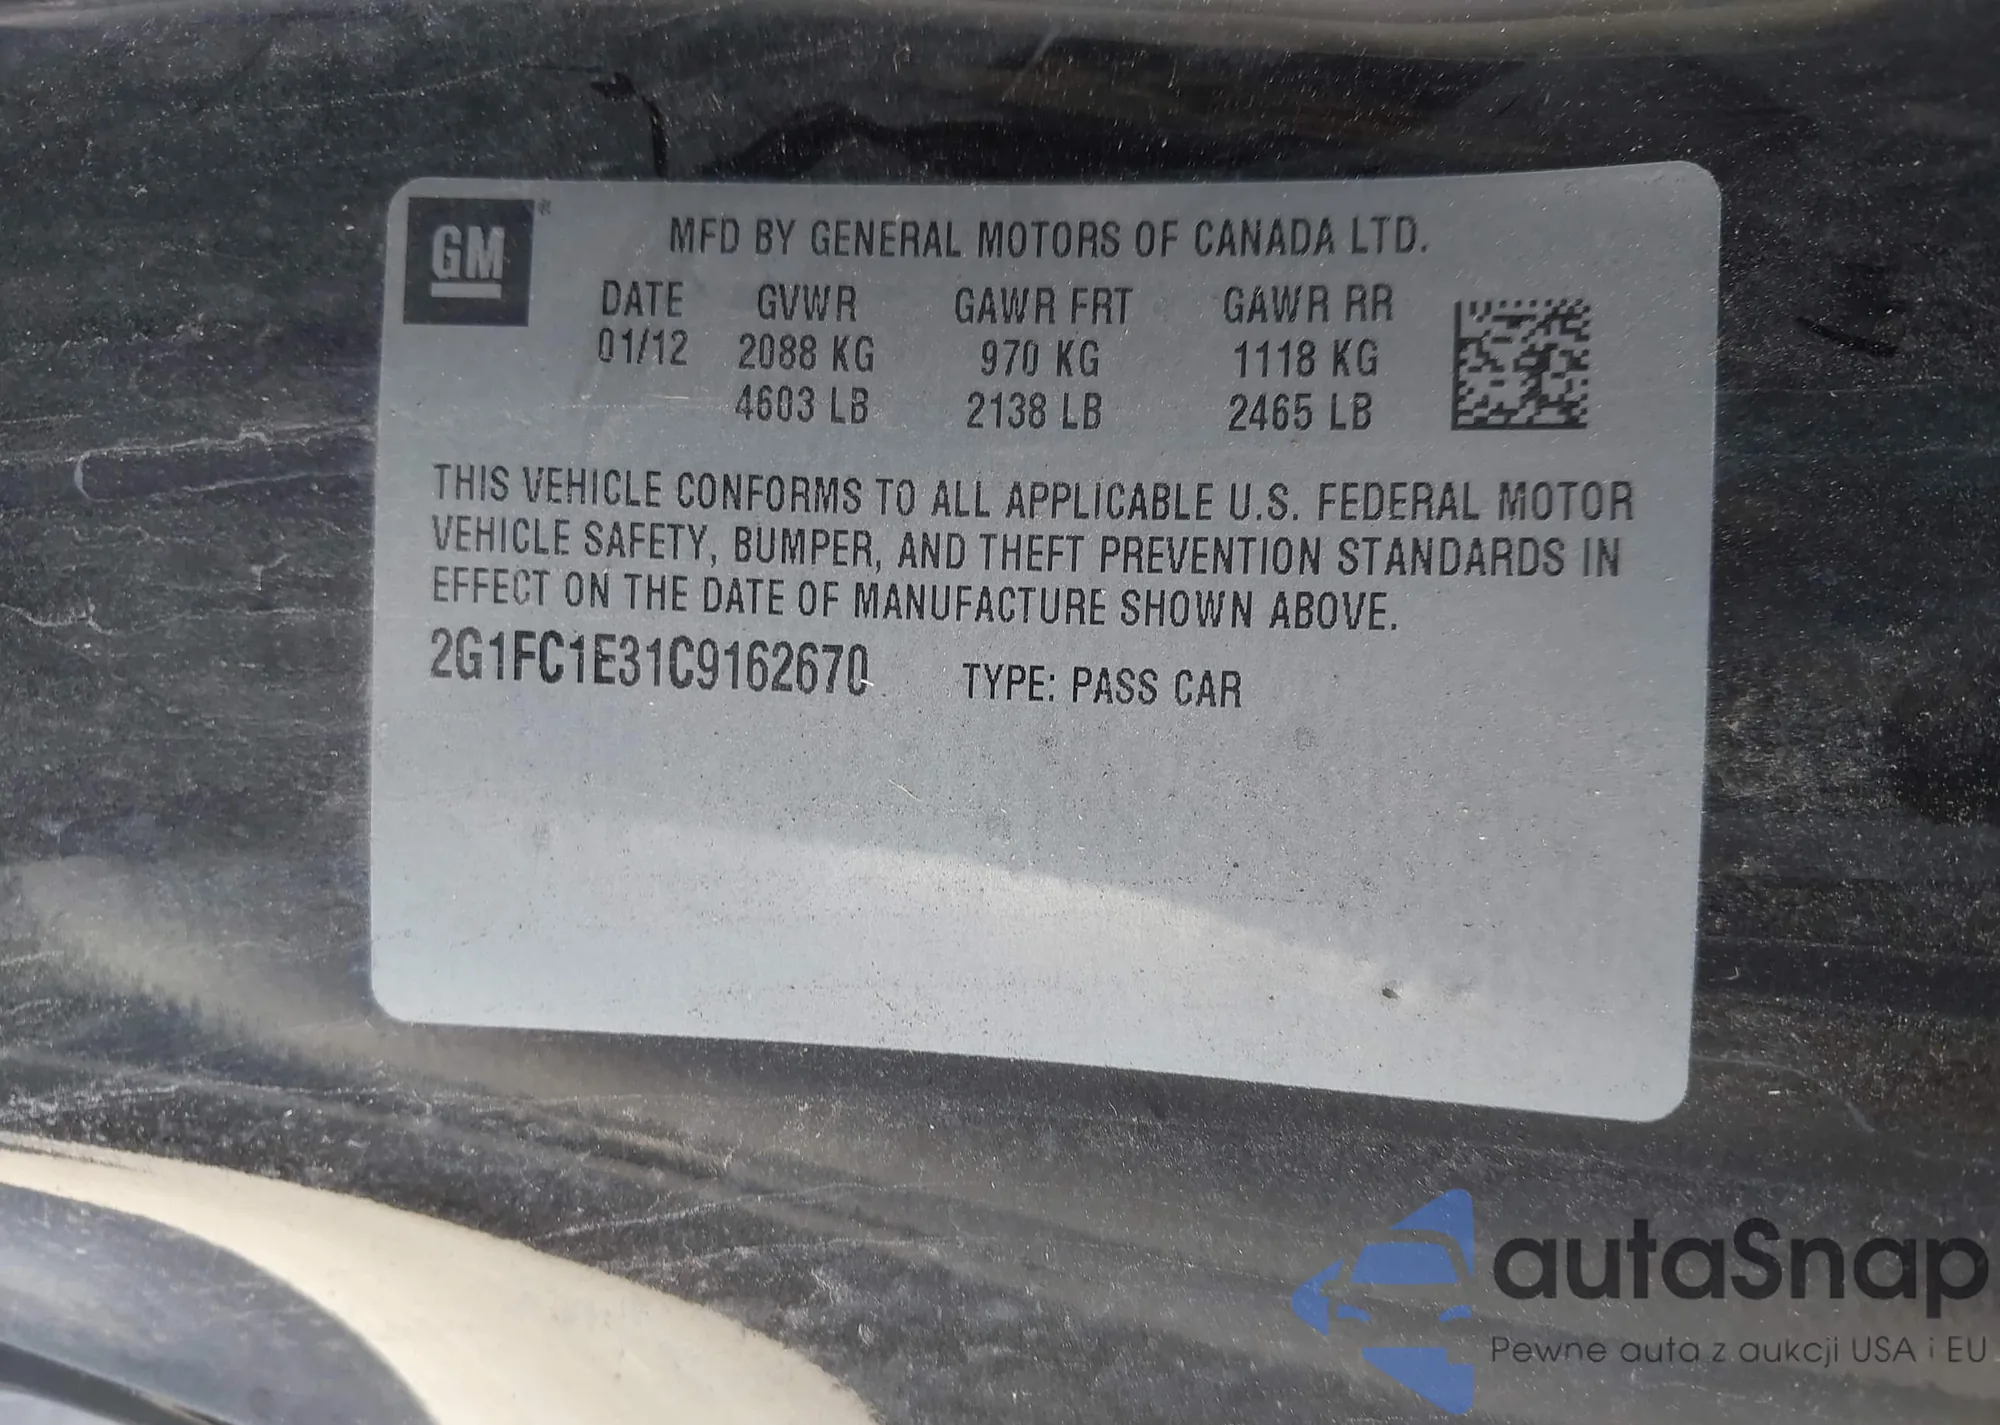 GM ®
MFD BY GENERAL MOTORS OF CANADA LTD.
DATE GVWR GAWR FRT GAWR RR
01/12 2088 KG 970 KG 1118 KG
4603 LB 2138 LB 2465 LB
THIS VEHICLE CONFORMS TO ALL APPLICABLE U.S. FEDERAL MOTOR
VEHICLE SAFETY, BUMPER, AND THEFT PREVENTION STANDARDS IN
EFFECT ON THE DATE OF MANUFACTURE SHOWN ABOVE.
2G1FC1E31C9162670 TYPE: PASS CAR
autaSnap
Pewne auta z aukcji USA i EU